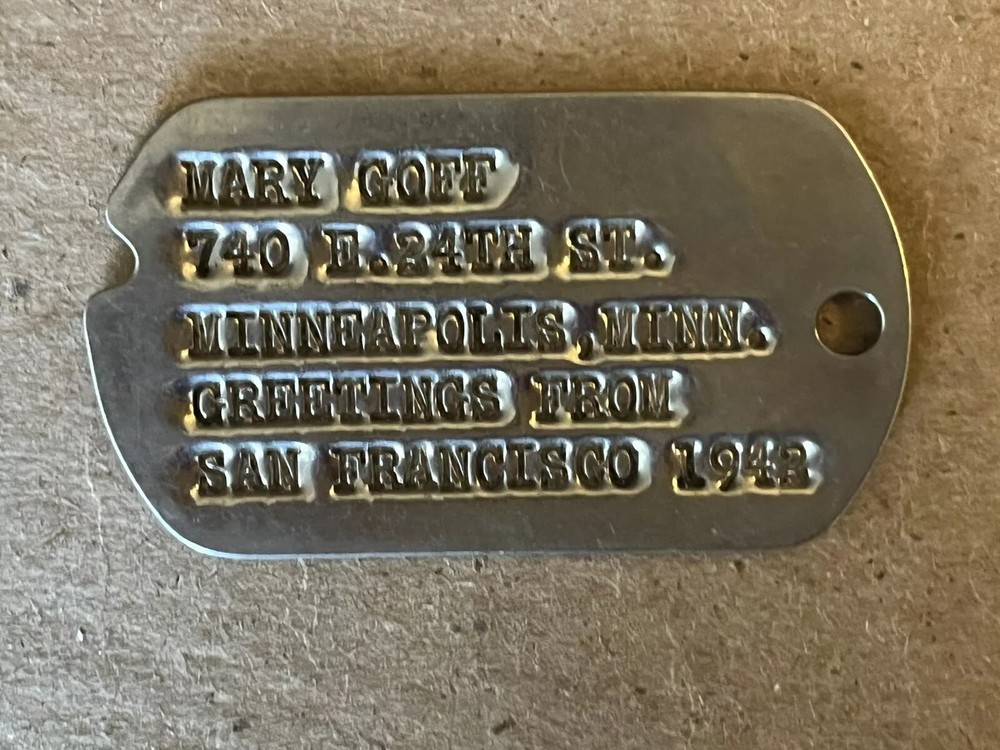 MARY GOFF
740 E.24TH ST.
MINNEAPOLIS,MINN.
GREETINGS FROM
SAN FRANCISCO 1942